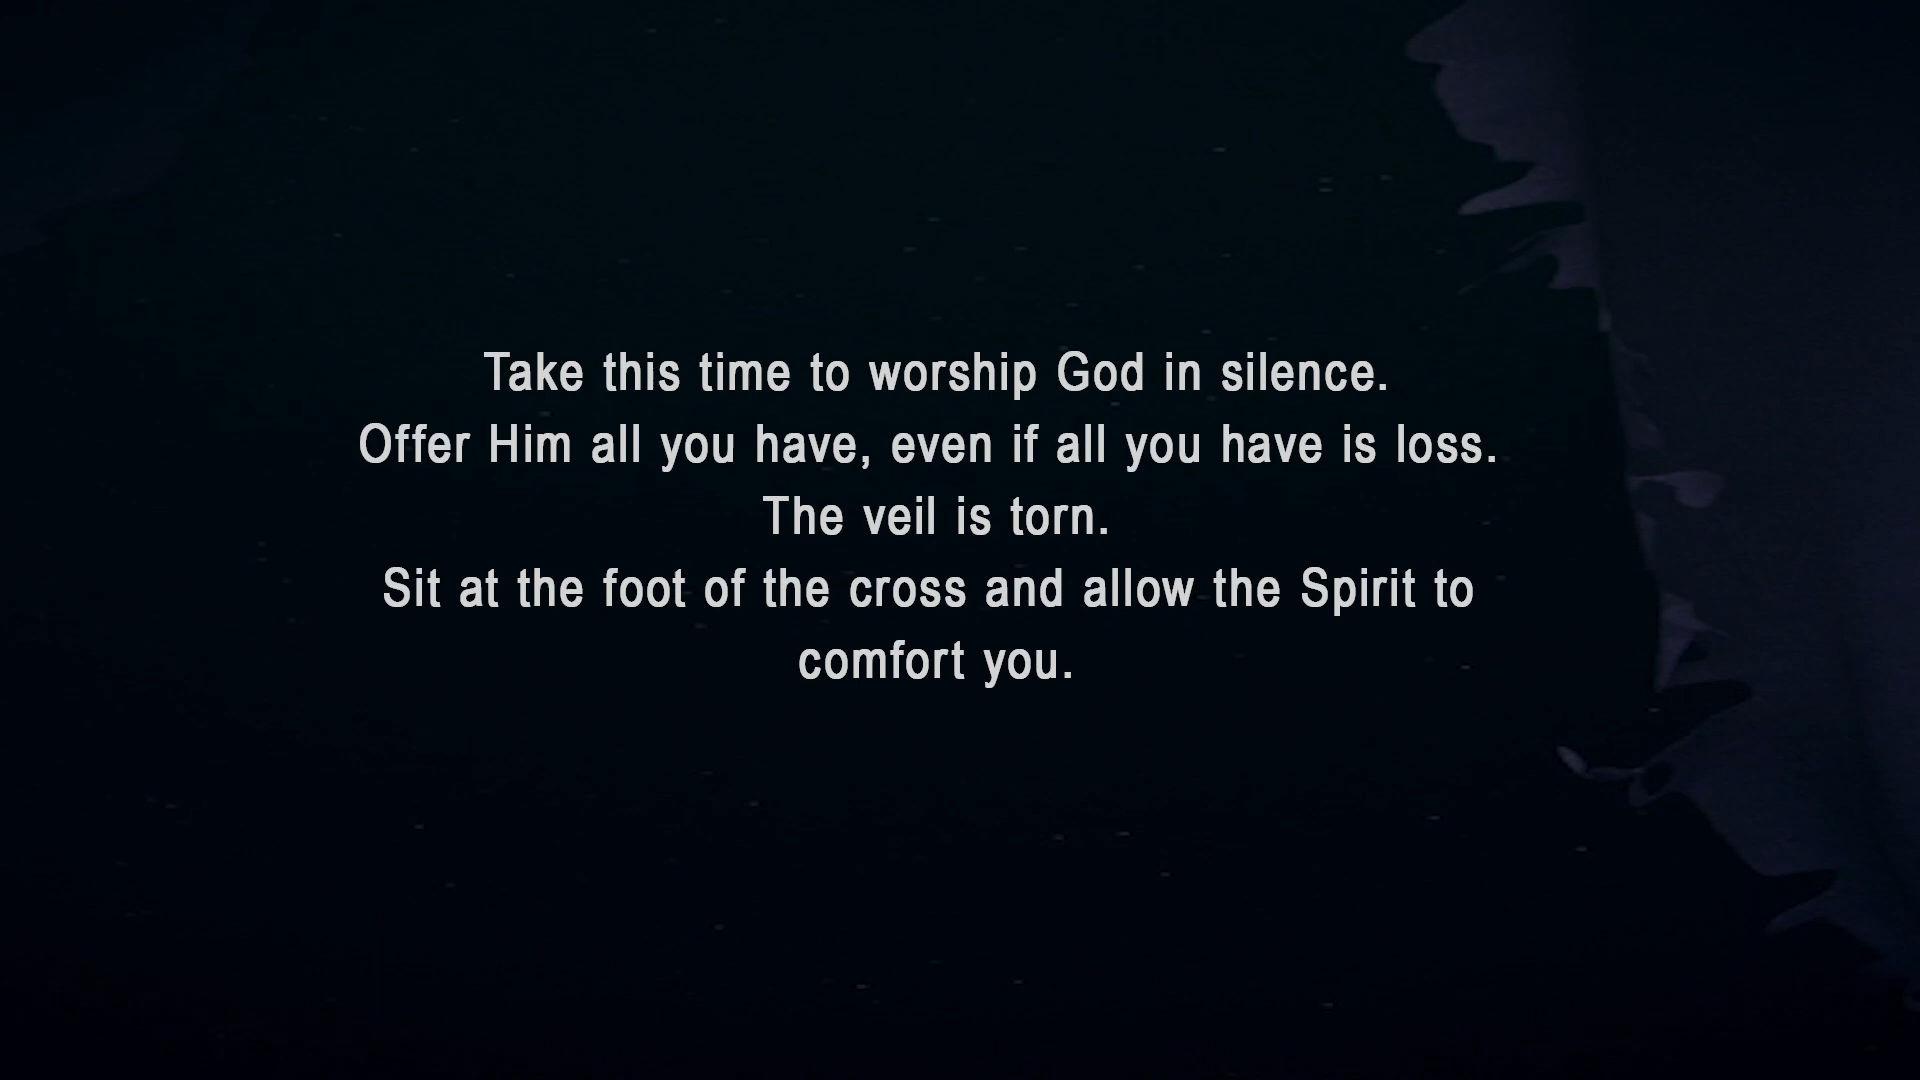 Take this time to worship God in silence.
Offer Him all you have, even if all you have is loss.
The veil is torn.
Sit at the foot of the cross and allow the Spirit to
comfort you.